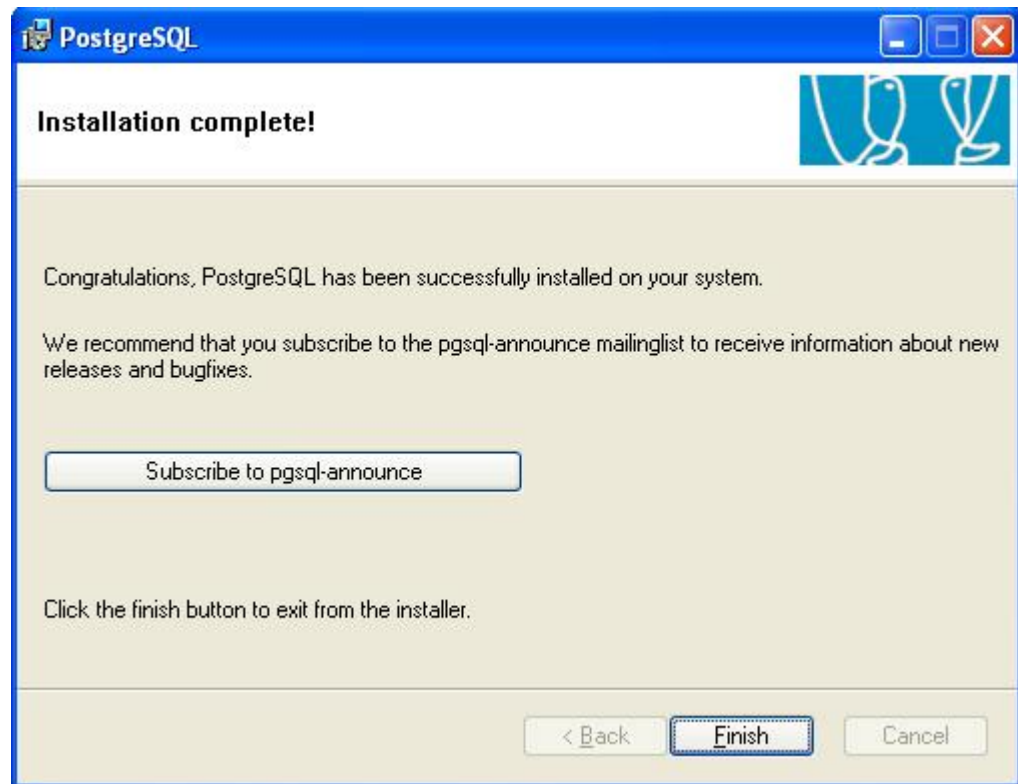 PostgreSQL
Installation complete!
Congratulations, PostgreSQL has been successfully installed on your system.
We recommend that you subscribe to the pgsql-announce mailinglist to receive information about new
releases and bugfixes.
Subscribe to pgsql-announce
Click the finish button to exit from the installer.
< Back
Finish
Cancel